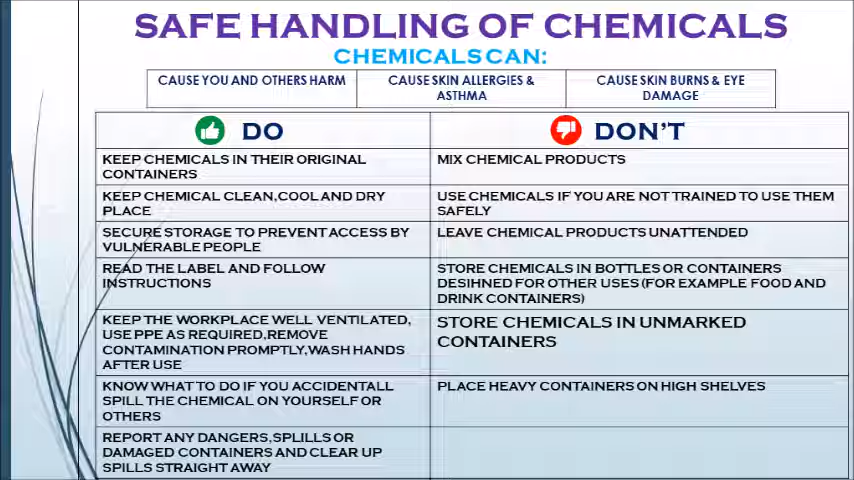 SAFE HANDLING OF CHEMICALS
CHEMICALS CAN:
CAUSE YOU AND OTHERS HARM
CAUSE SKIN ALLERGIES &
ASTHMA
CAUSE SKIN BURNS & EYE
DAMAGE
DO
DON'T
KEEP CHEMICALS IN THEIR ORIGINAL
CONTAINERS
MIX CHEMICAL PRODUCTS
KEEP CHEMICAL CLEAN,COOL AND DRY
PLACE
USE CHEMICALS IF YOU ARE NOT TRAINED TO USE THEM
SAFELY
SECURE STORAGE TO PREVENT ACCESS BY
VULNERABLE PEOPLE
LEAVE CHEMICAL PRODUCTS UNATTENDED
READ THE LABEL AND FOLLOW
INSTRUCTIONS
STORE CHEMICALS IN BOTTLES OR CONTAINERS
DESIHNED FOR OTHER USES (FOR EXAMPLE FOOD AND
DRINK CONTAINERS)
KEEP THE WORKPLACE WELL VENTILATED,
USE PPE AS REQUIRED,REMOVE
CONTAMINATION PROMPTLY,WASH HANDS
AFTER USE
STORE CHEMICALS IN UNMARKED
CONTAINERS
KNOW WHAT TO DO IF YOU ACCIDENTALL
SPILL THE CHEMICAL ON YOURSELF OR
OTHERS
PLACE HEAVY CONTAINERS ON HIGH SHELVES
REPORT ANY DANGERS,SPLILLS OR
DAMAGED CONTAINERS AND CLEAR UP
SPILLS STRAIGHT AWAY